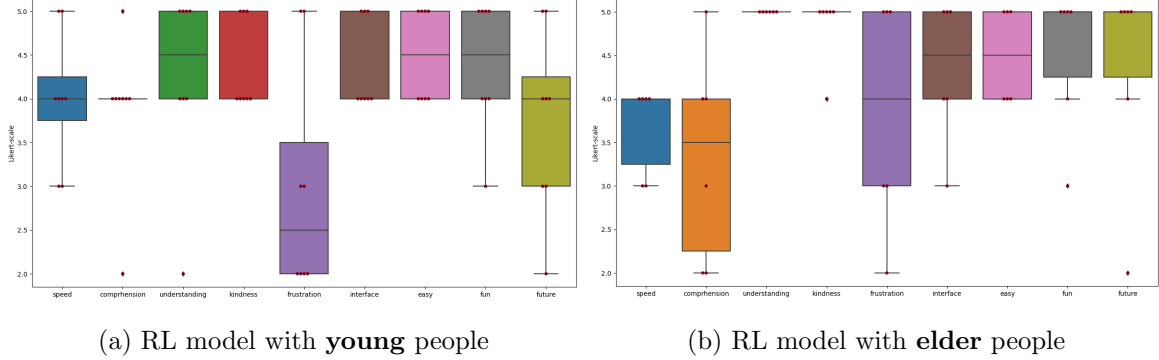 5.0
4.5
4.0
3.5
3.0
2.5
2.0
Likert-scale
speed comprhension understanding kindness frustration interface easy fun future
(a) RL model with young people
5.0
4.5
4.0
3.5
3.0
2.5
2.0
Likert-scale
speed comprhension understanding kindness frustration interface easy fun future
(b) RL model with elder people